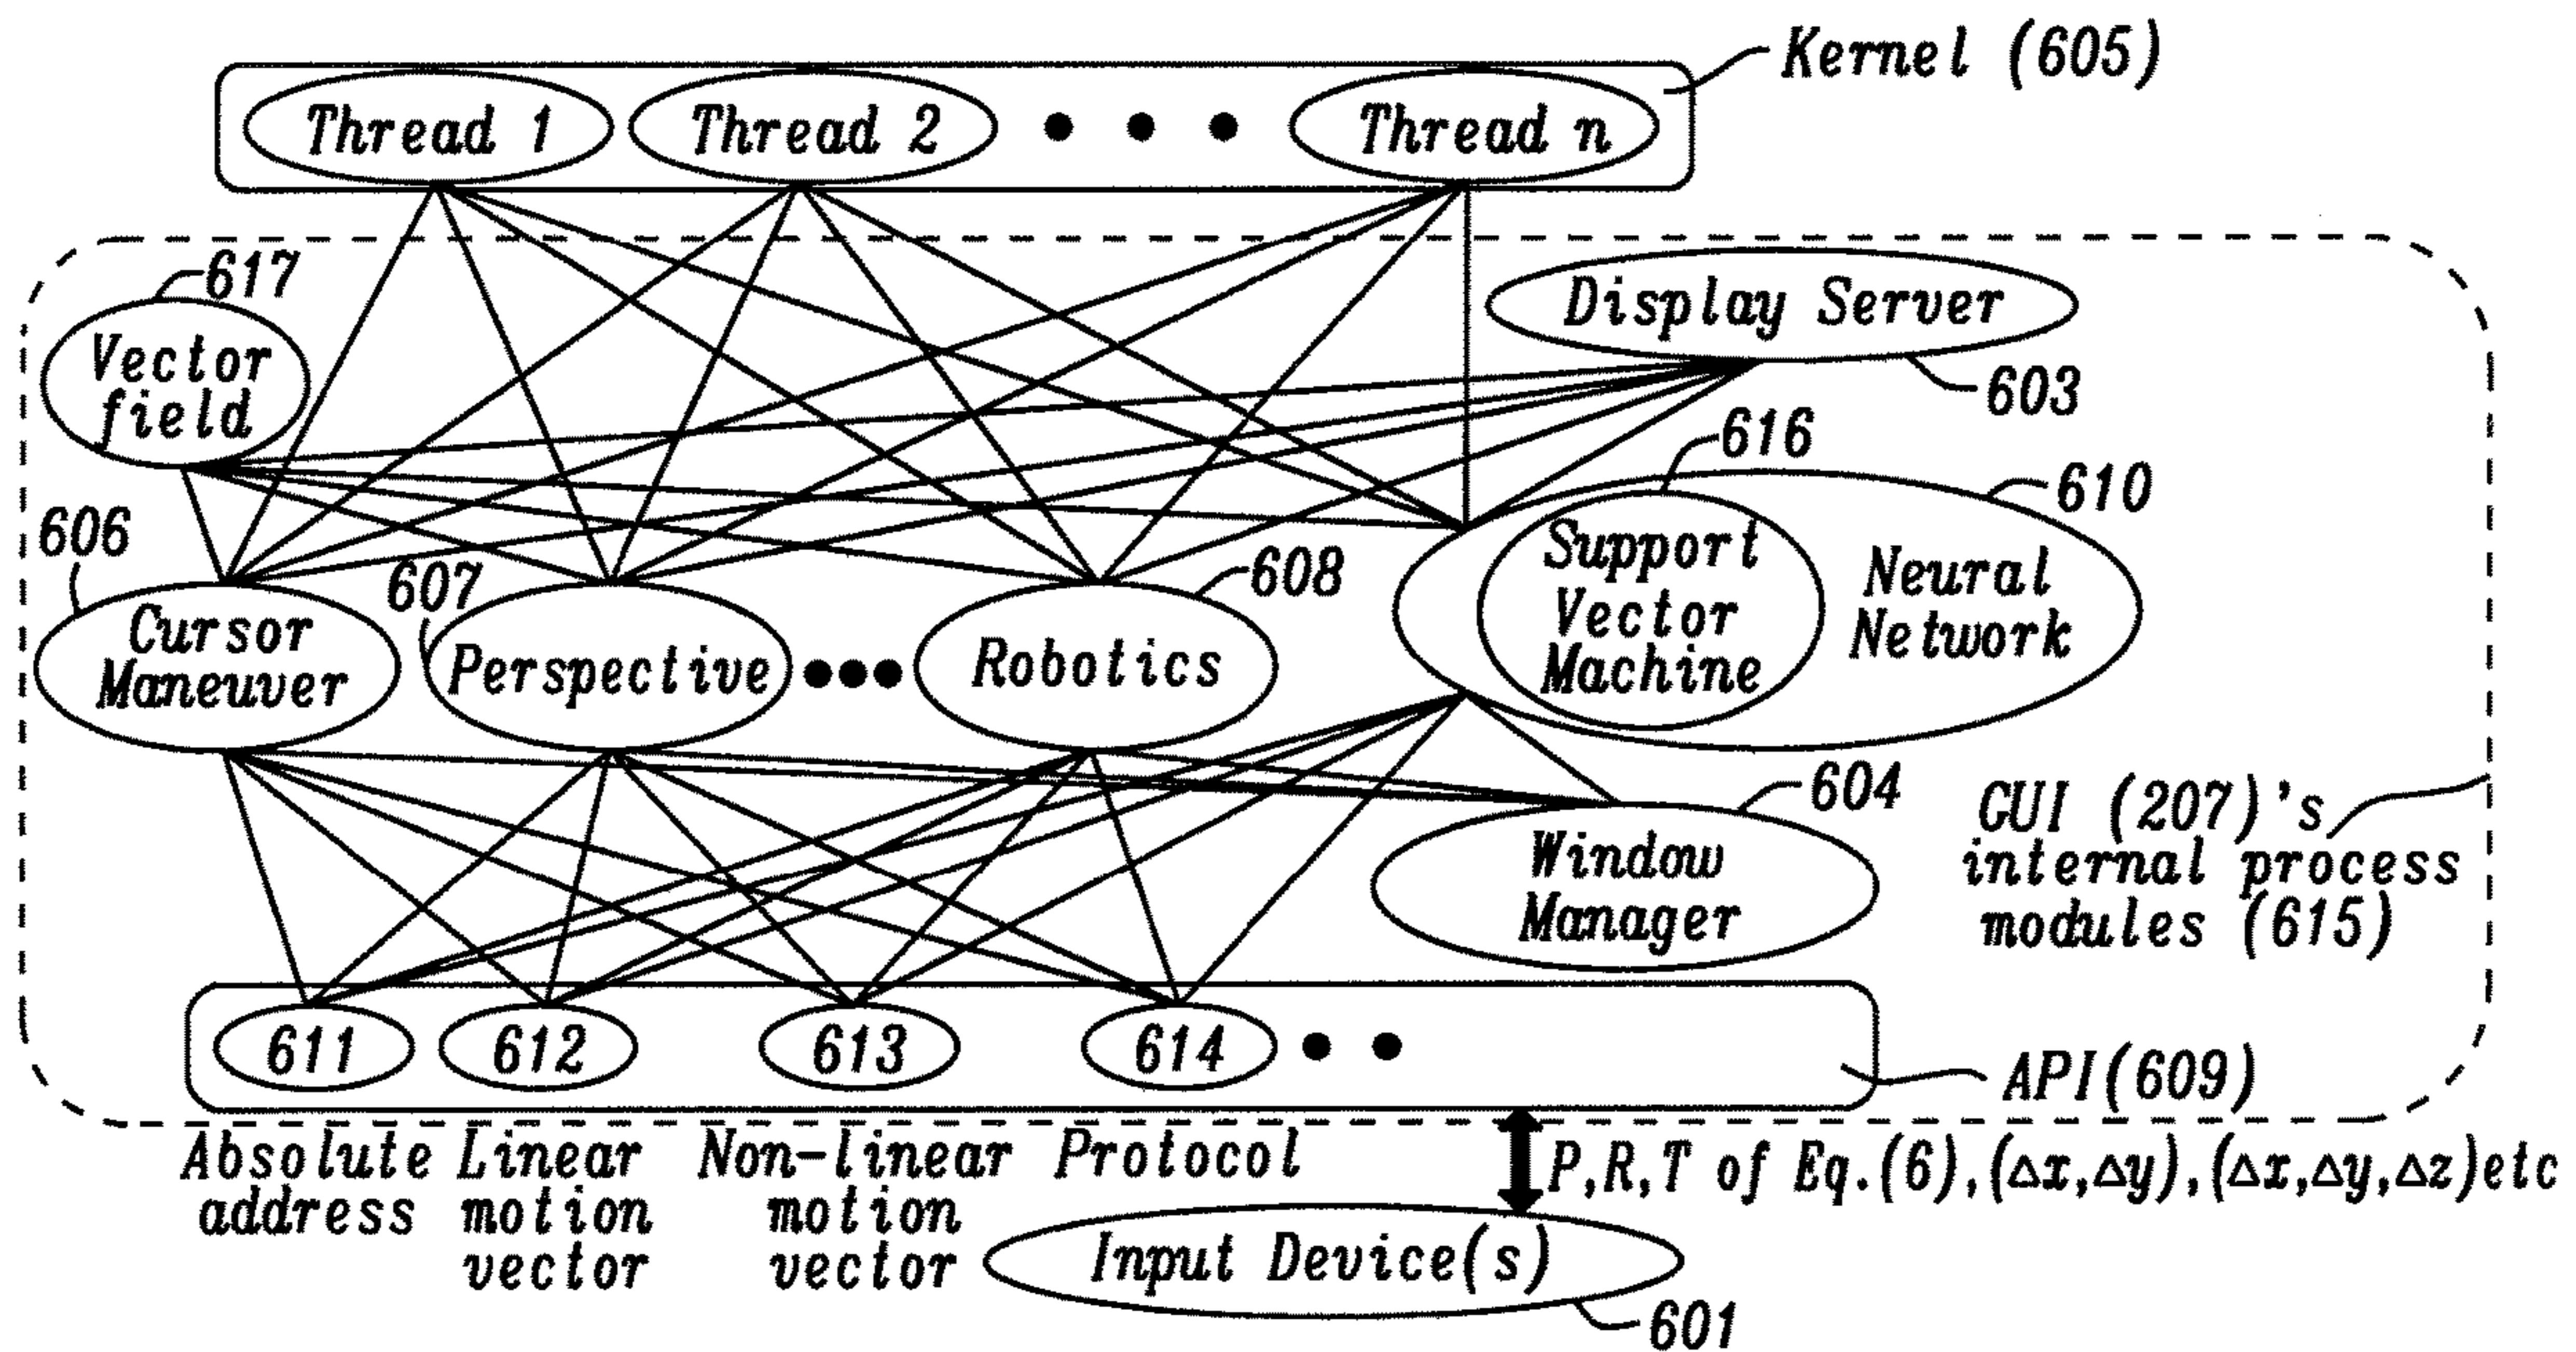 Kernel (605)
Thread 1
Thread 2
Thread n
617
Vector
field
Display Server
603
616
610
606
607
608
Cursor
Maneuver
Perspective
Robotics
Support
Vector
Machine
Neural
Network
604
Window
Manager
GUI (207)'s
internal process
modules (615)
611
612
613
614
API(609)
Absolute
address
Linear
motion
vector
Non-linear
motion
vector
Protocol
P,R,T of Eq.(6),(Δx,Δy),(Δx,Δy,Δz)etc
Input Device(s)
601